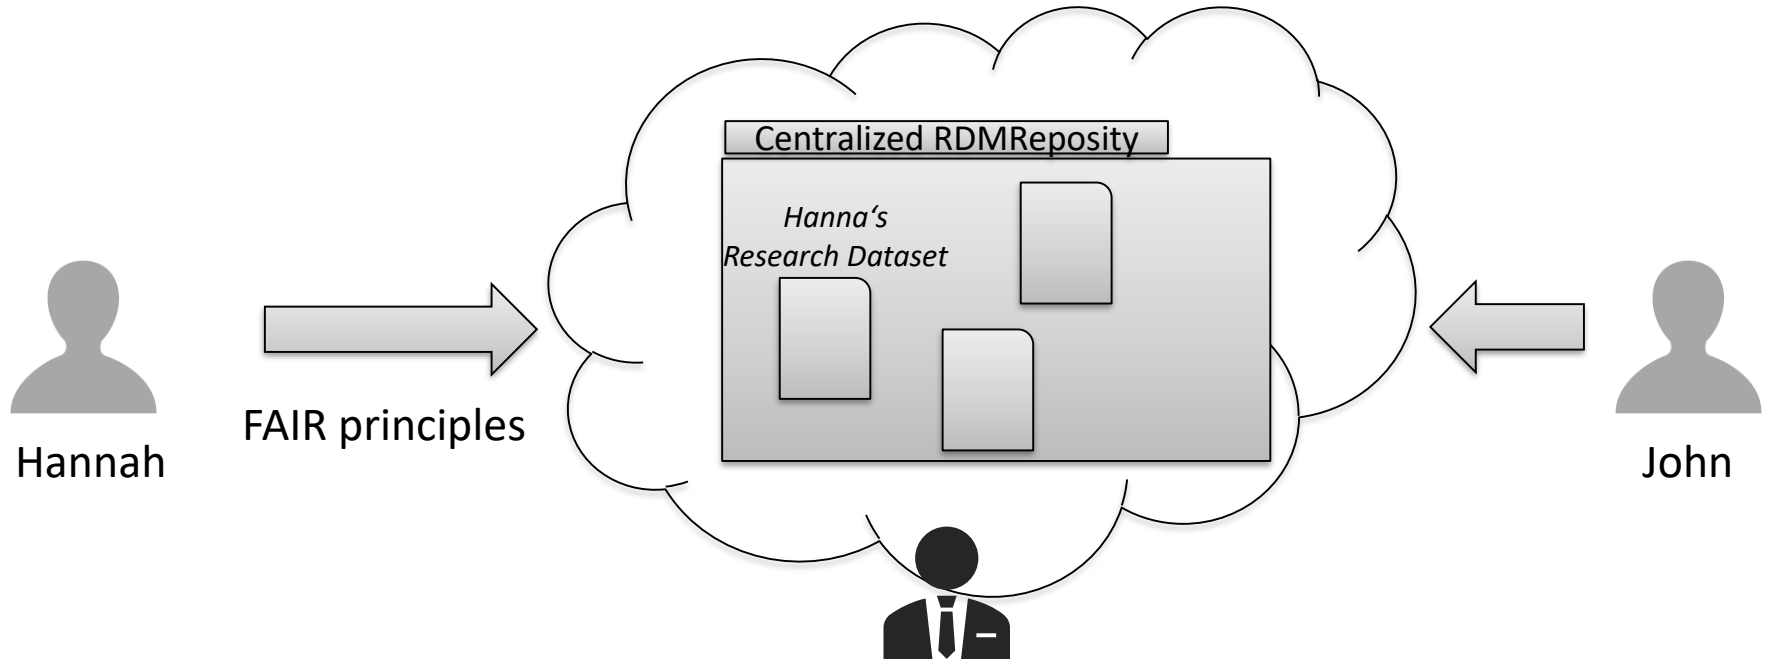 Centralized RDMReposity
Hanna‘s
Research Dataset
FAIR principles
Hannah
John